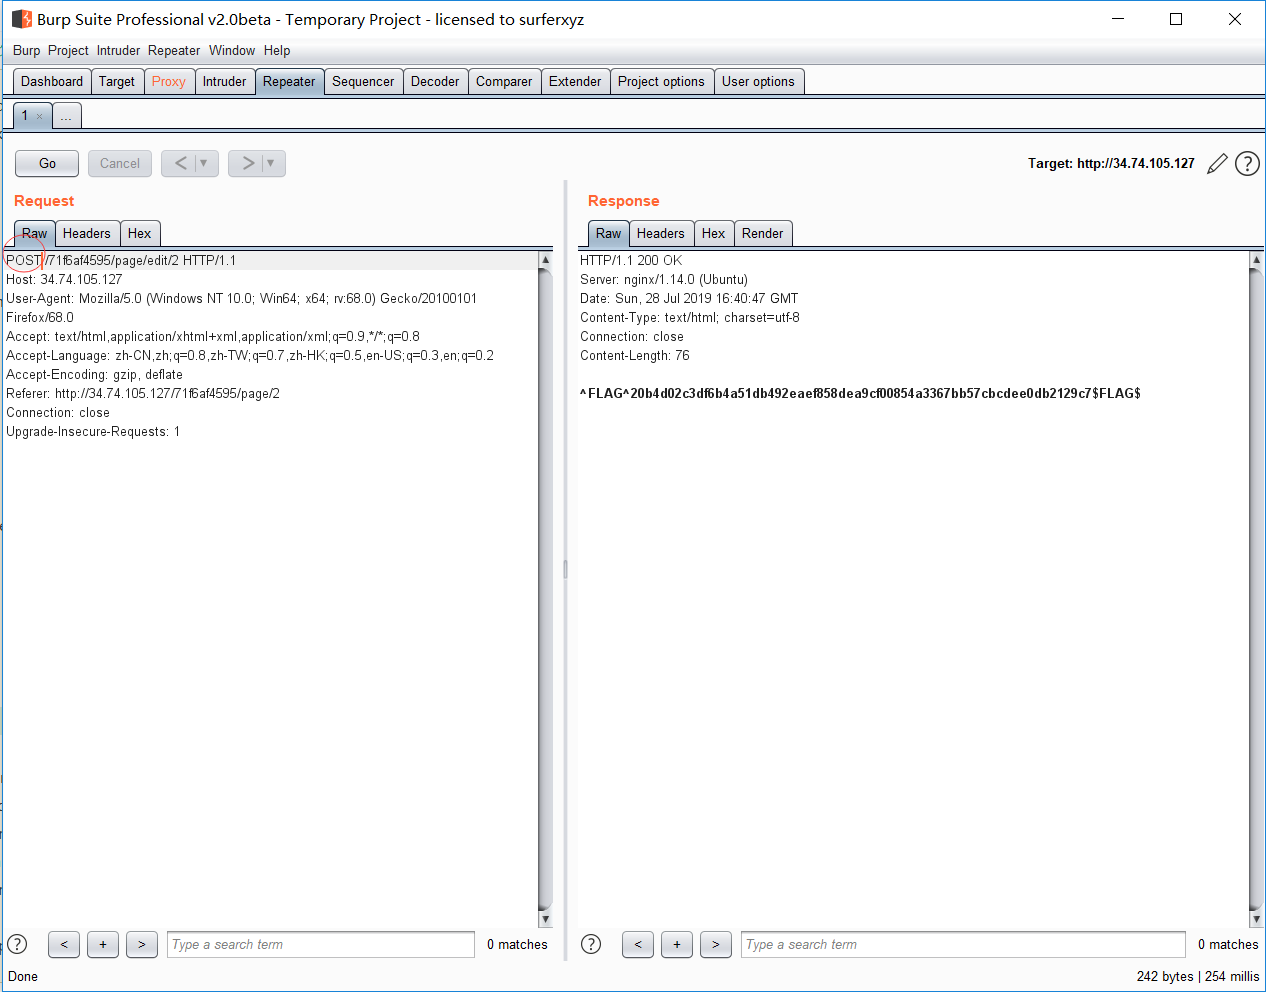 Burp Suite Professional v2.0beta - Temporary Project - licensed to surferxyz
Burp Project Intruder Repeater Window Help
Dashboard Target Proxy Intruder Repeater Sequencer Decoder Comparer Extender Project options User options
1 × ...
Go Cancel < ▼ > ▼ Target: http://34.74.105.127 ?
Request
Raw Headers Hex
POST /71f6af4595/page/edit/2 HTTP/1.1
Host: 34.74.105.127
User-Agent: Mozilla/5.0 (Windows NT 10.0; Win64; x64; rv:68.0) Gecko/20100101
Firefox/68.0
Accept: text/html,application/xhtml+xml,application/xml;q=0.9,*/*;q=0.8
Accept-Language: zh-CN,zh;q=0.8,zh-TW;q=0.7,zh-HK;q=0.5,en-US;q=0.3,en;q=0.2
Accept-Encoding: gzip, deflate
Referer: http://34.74.105.127/71f6af4595/page/2
Connection: close
Upgrade-Insecure-Requests: 1
? < + > Type a search term 0 matches
Response
Raw Headers Hex Render
HTTP/1.1 200 OK
Server: nginx/1.14.0 (Ubuntu)
Date: Sun, 28 Jul 2019 16:40:47 GMT
Content-Type: text/html; charset=utf-8
Connection: close
Content-Length: 76
^FLAG^20b4d02c3df6b4a51db492eaef858dea9cf00854a3367bb57cbcdee0db2129c7$FLAG$
? < + > Type a search term 0 matches
Done 242 bytes | 254 millis